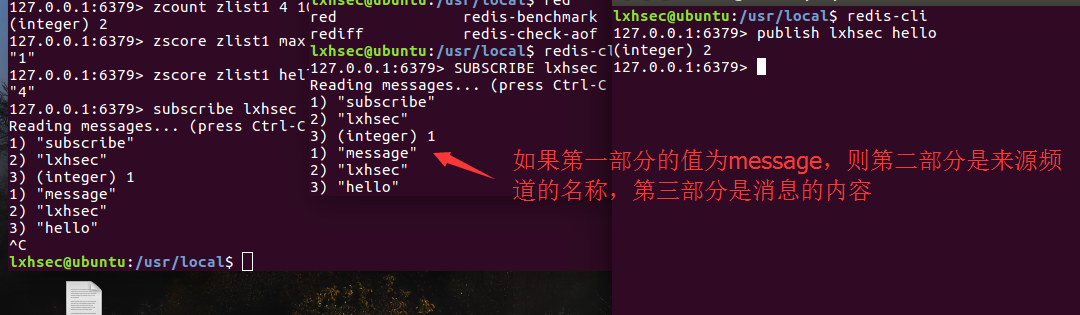 127.0.0.1:6379> zcount zlist1 4 10
(integer) 2
127.0.0.1:6379> zscore zlist1 max
"1"
127.0.0.1:6379> zscore zlist1 hel
"4"
127.0.0.1:6379> subscribe lxhsec
Reading messages... (press Ctrl-C
1) "subscribe"
2) "lxhsec"
3) (integer) 1
1) "message"
2) "lxhsec"
3) "hello"
^C
lxhsec@ubuntu:/usr/local$
lxhsec@ubuntu:/usr/local$ red
red redis-benchmark
rediff redis-check-aof
lxhsec@ubuntu:/usr/local$ redis-cl
127.0.0.1:6379> SUBSCRIBE lxhsec
Reading messages... (press Ctrl-C
1) "subscribe"
2) "lxhsec"
3) (integer) 1
1) "message"
2) "lxhsec"
3) "hello"
lxhsec@ubuntu:/usr/local$ redis-cli
127.0.0.1:6379> publish lxhsec hello
(integer) 2
127.0.0.1:6379>
如果第一部分的值为message，则第二部分是来源频
道的名称，第三部分是消息的内容